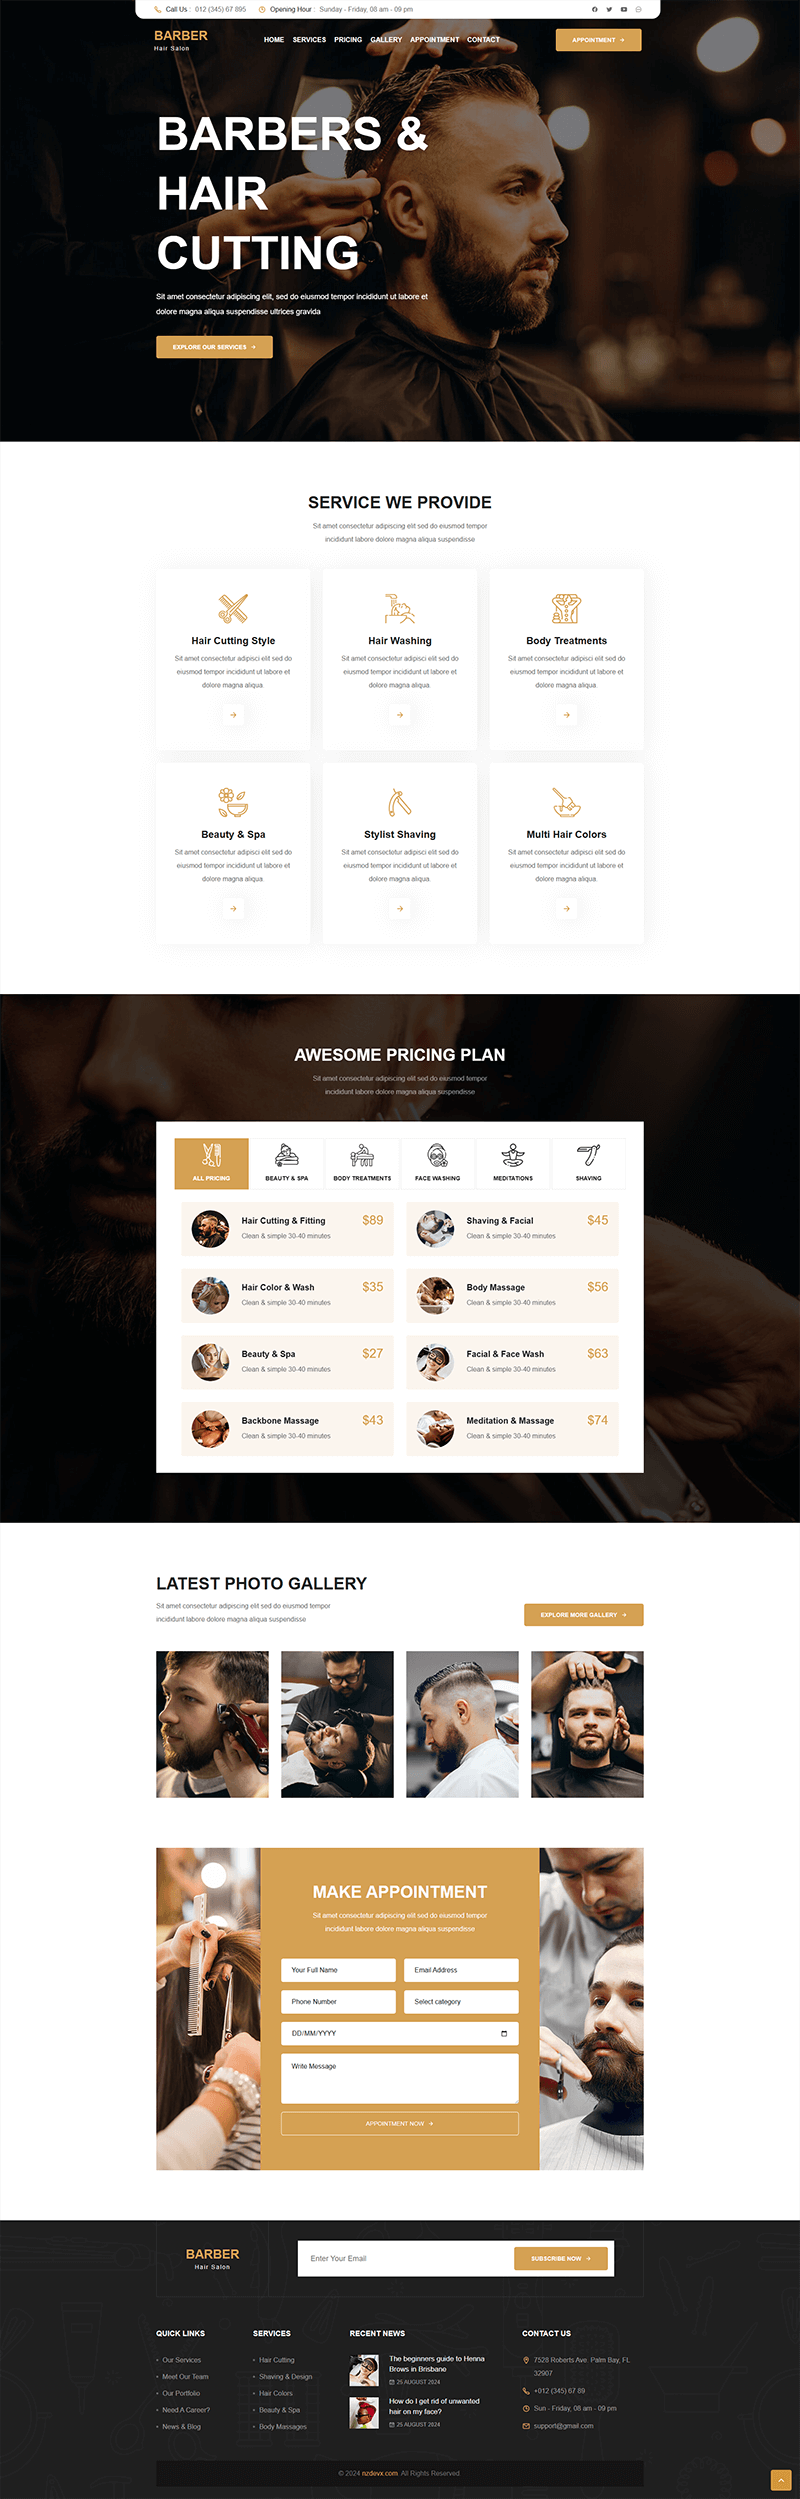 Call Us : 012 (345) 67 895 Opening Hour : Sunday - Friday, 08 am - 09 pm
BARBER
Hair Salon
HOME SERVICES PRICING GALLERY APPOINTMENT CONTACT
APPOINTMENT
BARBERS &
HAIR
CUTTING
Sit amet consectetur adipiscing elit, sed do eiusmod tempor incididunt ut labore et
dolore magna aliqua suspendisse ultrices gravida
EXPLORE OUR SERVICES
SERVICE WE PROVIDE
Sit amet consectetur adipiscing elit sed do eiusmod tempor
incididunt labore dolore magna aliqua suspendisse
Hair Cutting Style
Sit amet consectetur adipisci elit sed do
eiusmod tempor incididunt ut labore et
dolore magna aliqua
Hair Washing
Sit amet consectetur adipisci elit sed do
eiusmod tempor incididunt ut labore et
dolore magna aliqua.
Body Treatments
Sit amet consectetur adipisci elit sed do
eiusmod tempor incididunt ut labore et
dolore magna aliqua.
Beauty & Spa
Sit amet consectetur adipisci elit sed do
eiusmod tempor incididunt ut labore et
dolore magna aliqua
Stylist Shaving
Sit amet consectetur adipisci elit sed do
eiusmod tempor incididunt ut labore et
dolore magna aliqua.
Multi Hair Colors
Sit amet consectetur adipisci elit sed do
eiusmod tempor incididunt ut labore et
dolore magna aliqua.
AWESOME PRICING PLAN
Sit amet consectetur adipiscing elit sed do eiusmod tempor
incididunt labore dolore magna aliqua suspendisse
ALL PRICING BEAUTY & SPA BODY TREATMENTS FACE WASHING MEDITATIONS SHAVING
Hair Cutting & Fitting $89
Clean & simple 30-40 minutes
Shaving & Facial $45
Clean & simple 30-40 minutes
Hair Color & Wash $35
Clean & simple 30-40 minutes
Body Massage $56
Clean & simple 30-40 minutes
Beauty & Spa $27
Clean & simple 30-40 minutes
Facial & Face Wash $63
Clean & simple 30-40 minutes
Backbone Massage $43
Clean & simple 30-40 minutes
Meditation & Massage $74
Clean & simple 30-40 minutes
LATEST PHOTO GALLERY
Sit amet consectetur adipiscing elit sed do eiusmod tempor
incididunt labore dolore magna aliqua suspendisse
EXPLORE MORE GALLERY
MAKE APPOINTMENT
Sit amet consectetur adipiscing elit sed do eiusmod tempor
incididunt labore dolore magna aliqua suspendisse
Your Full Name Email Address
Phone Number Select category
DD/MM/YYYY
Write Message
APPOINTMENT NOW
BARBER
Hair Salon
Enter Your Email
SUBSCRIBE NOW
QUICK LINKS
Our Services
Meet Our Team
Our Portfolio
Need A Career?
News & Blog
SERVICES
Hair Cutting
Shaving & Design
Hair Colors
Beauty & Spa
Body Massages
RECENT NEWS
The beginners guide to Henna
Brows in Brisbane
25 AUGUST 2024
How do I get rid of unwanted
hair on my face?
25 AUGUST 2024
CONTACT US
7528 Roberts Ave Palm Bay, FL
32907
+012 (345) 67 89
Sun - Friday, 08 am - 09 pm
support@gmail.com
© 2024 nzdevx.com All Rights Reserved